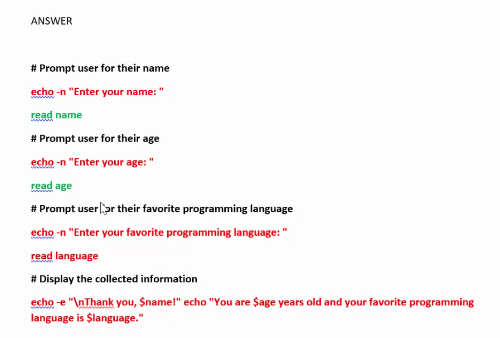 ANSWER
# Prompt user for their name
echo -n "Enter your name: "
read name
# Prompt user for their age
echo -n "Enter your age: "
read age
# Prompt user for their favorite programming language
echo -n "Enter your favorite programming language: "
read language
# Display the collected information
echo -e "\nThank you, $name!" echo "You are $age years old and your favorite programming
language is $language."